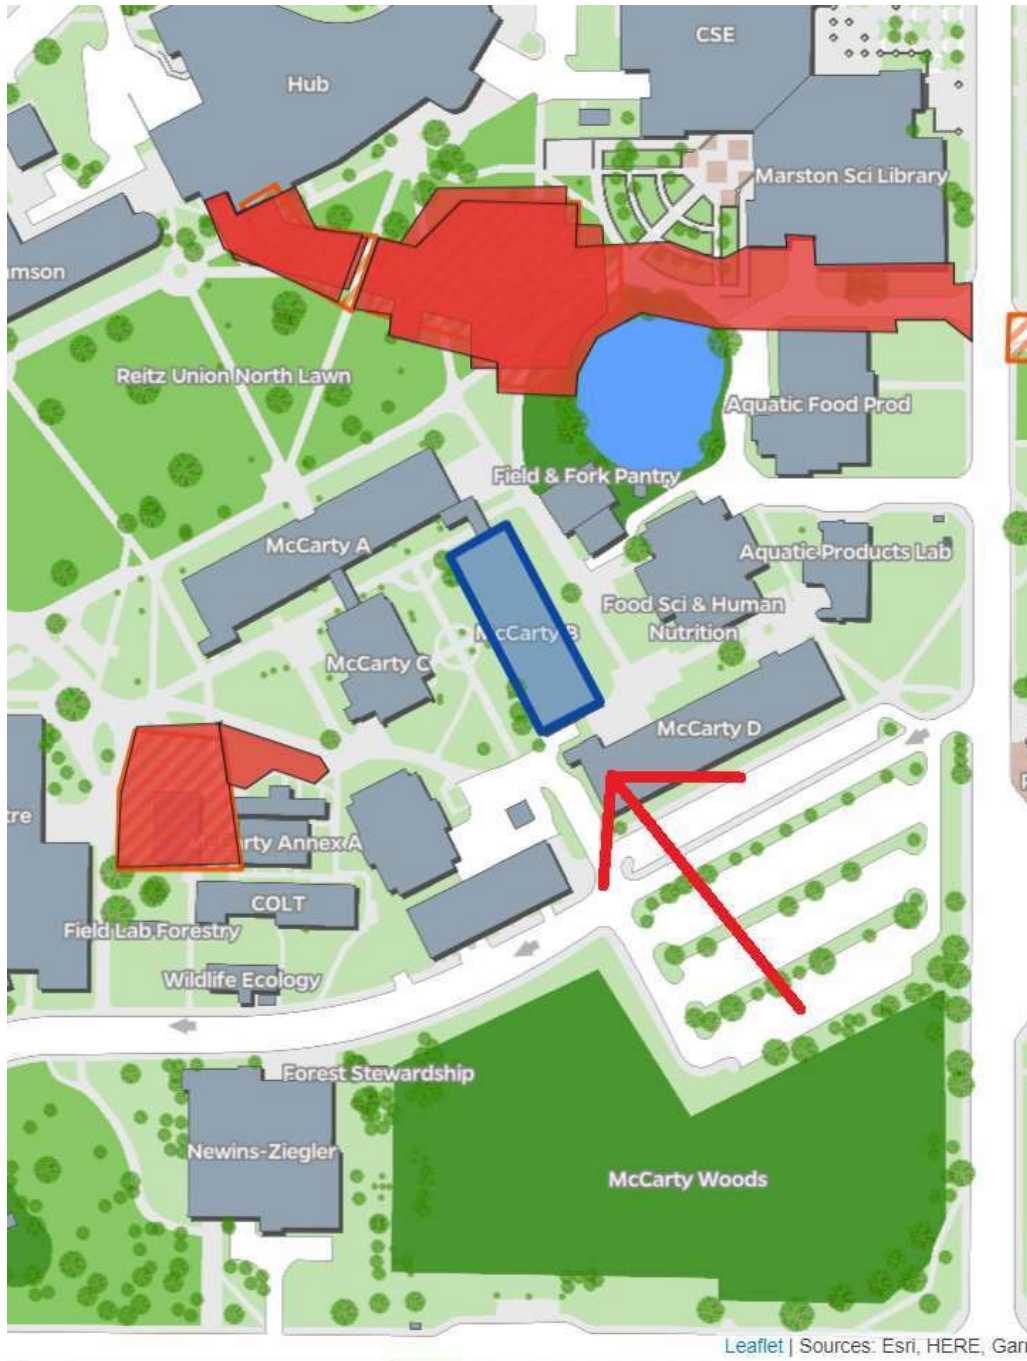 CSE
Hub
Marston Sci Library
mson
Reitz Union North Lawn
Aquatic Food Prod
Field & Fork Pantry
McCarty A
Aquatic Products Lab
Food Sci & Human
Nutrition
McCarty B
McCarty C
McCarty D
tre
McCarty Annex A
COLT
Field Lab Forestry
Wildlife Ecology
Forest Stewardship
Newins-Ziegler
McCarty Woods
Leaflet | Sources: Esri, HERE, Gar